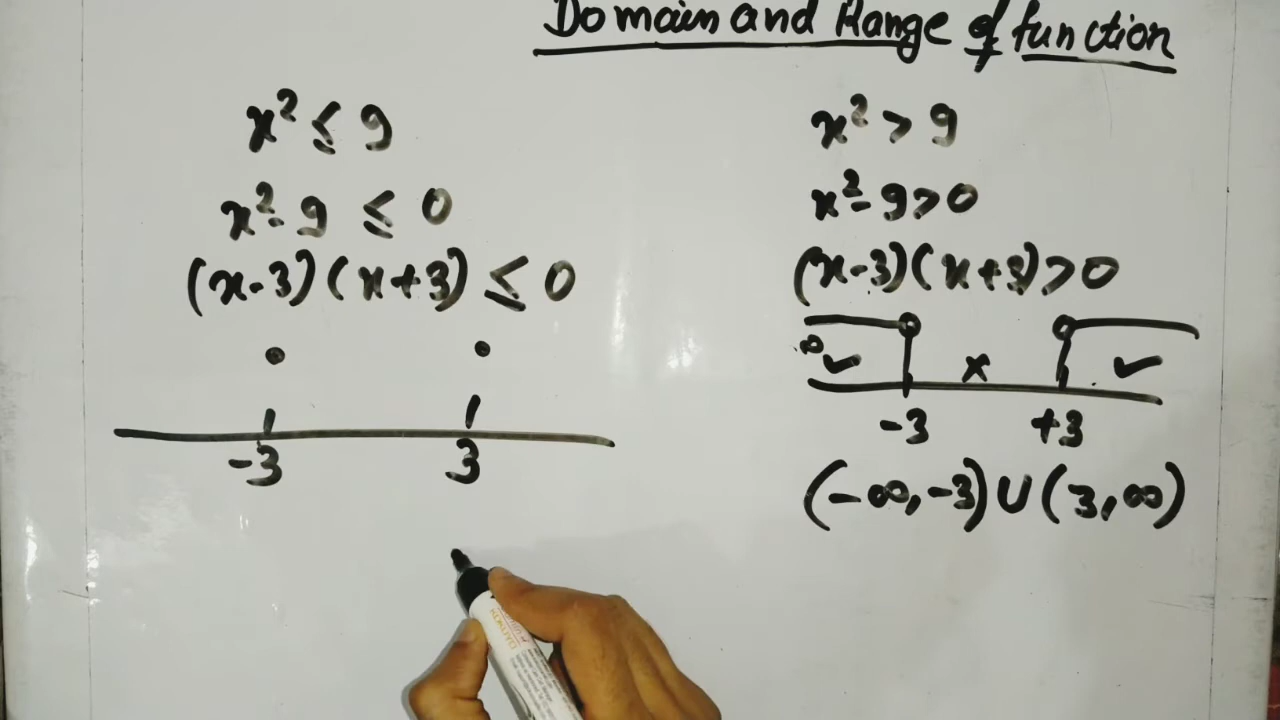 Domain and Range of function
x² ≤ 9
x²-9 ≤ 0
(x-3)(x+3) ≤ 0
-3 3
x² > 9
x²-9>0
(x-3)(x+3)>0
✓ x ✓
-3 +3
(-∞,-3)∪(3,∞)